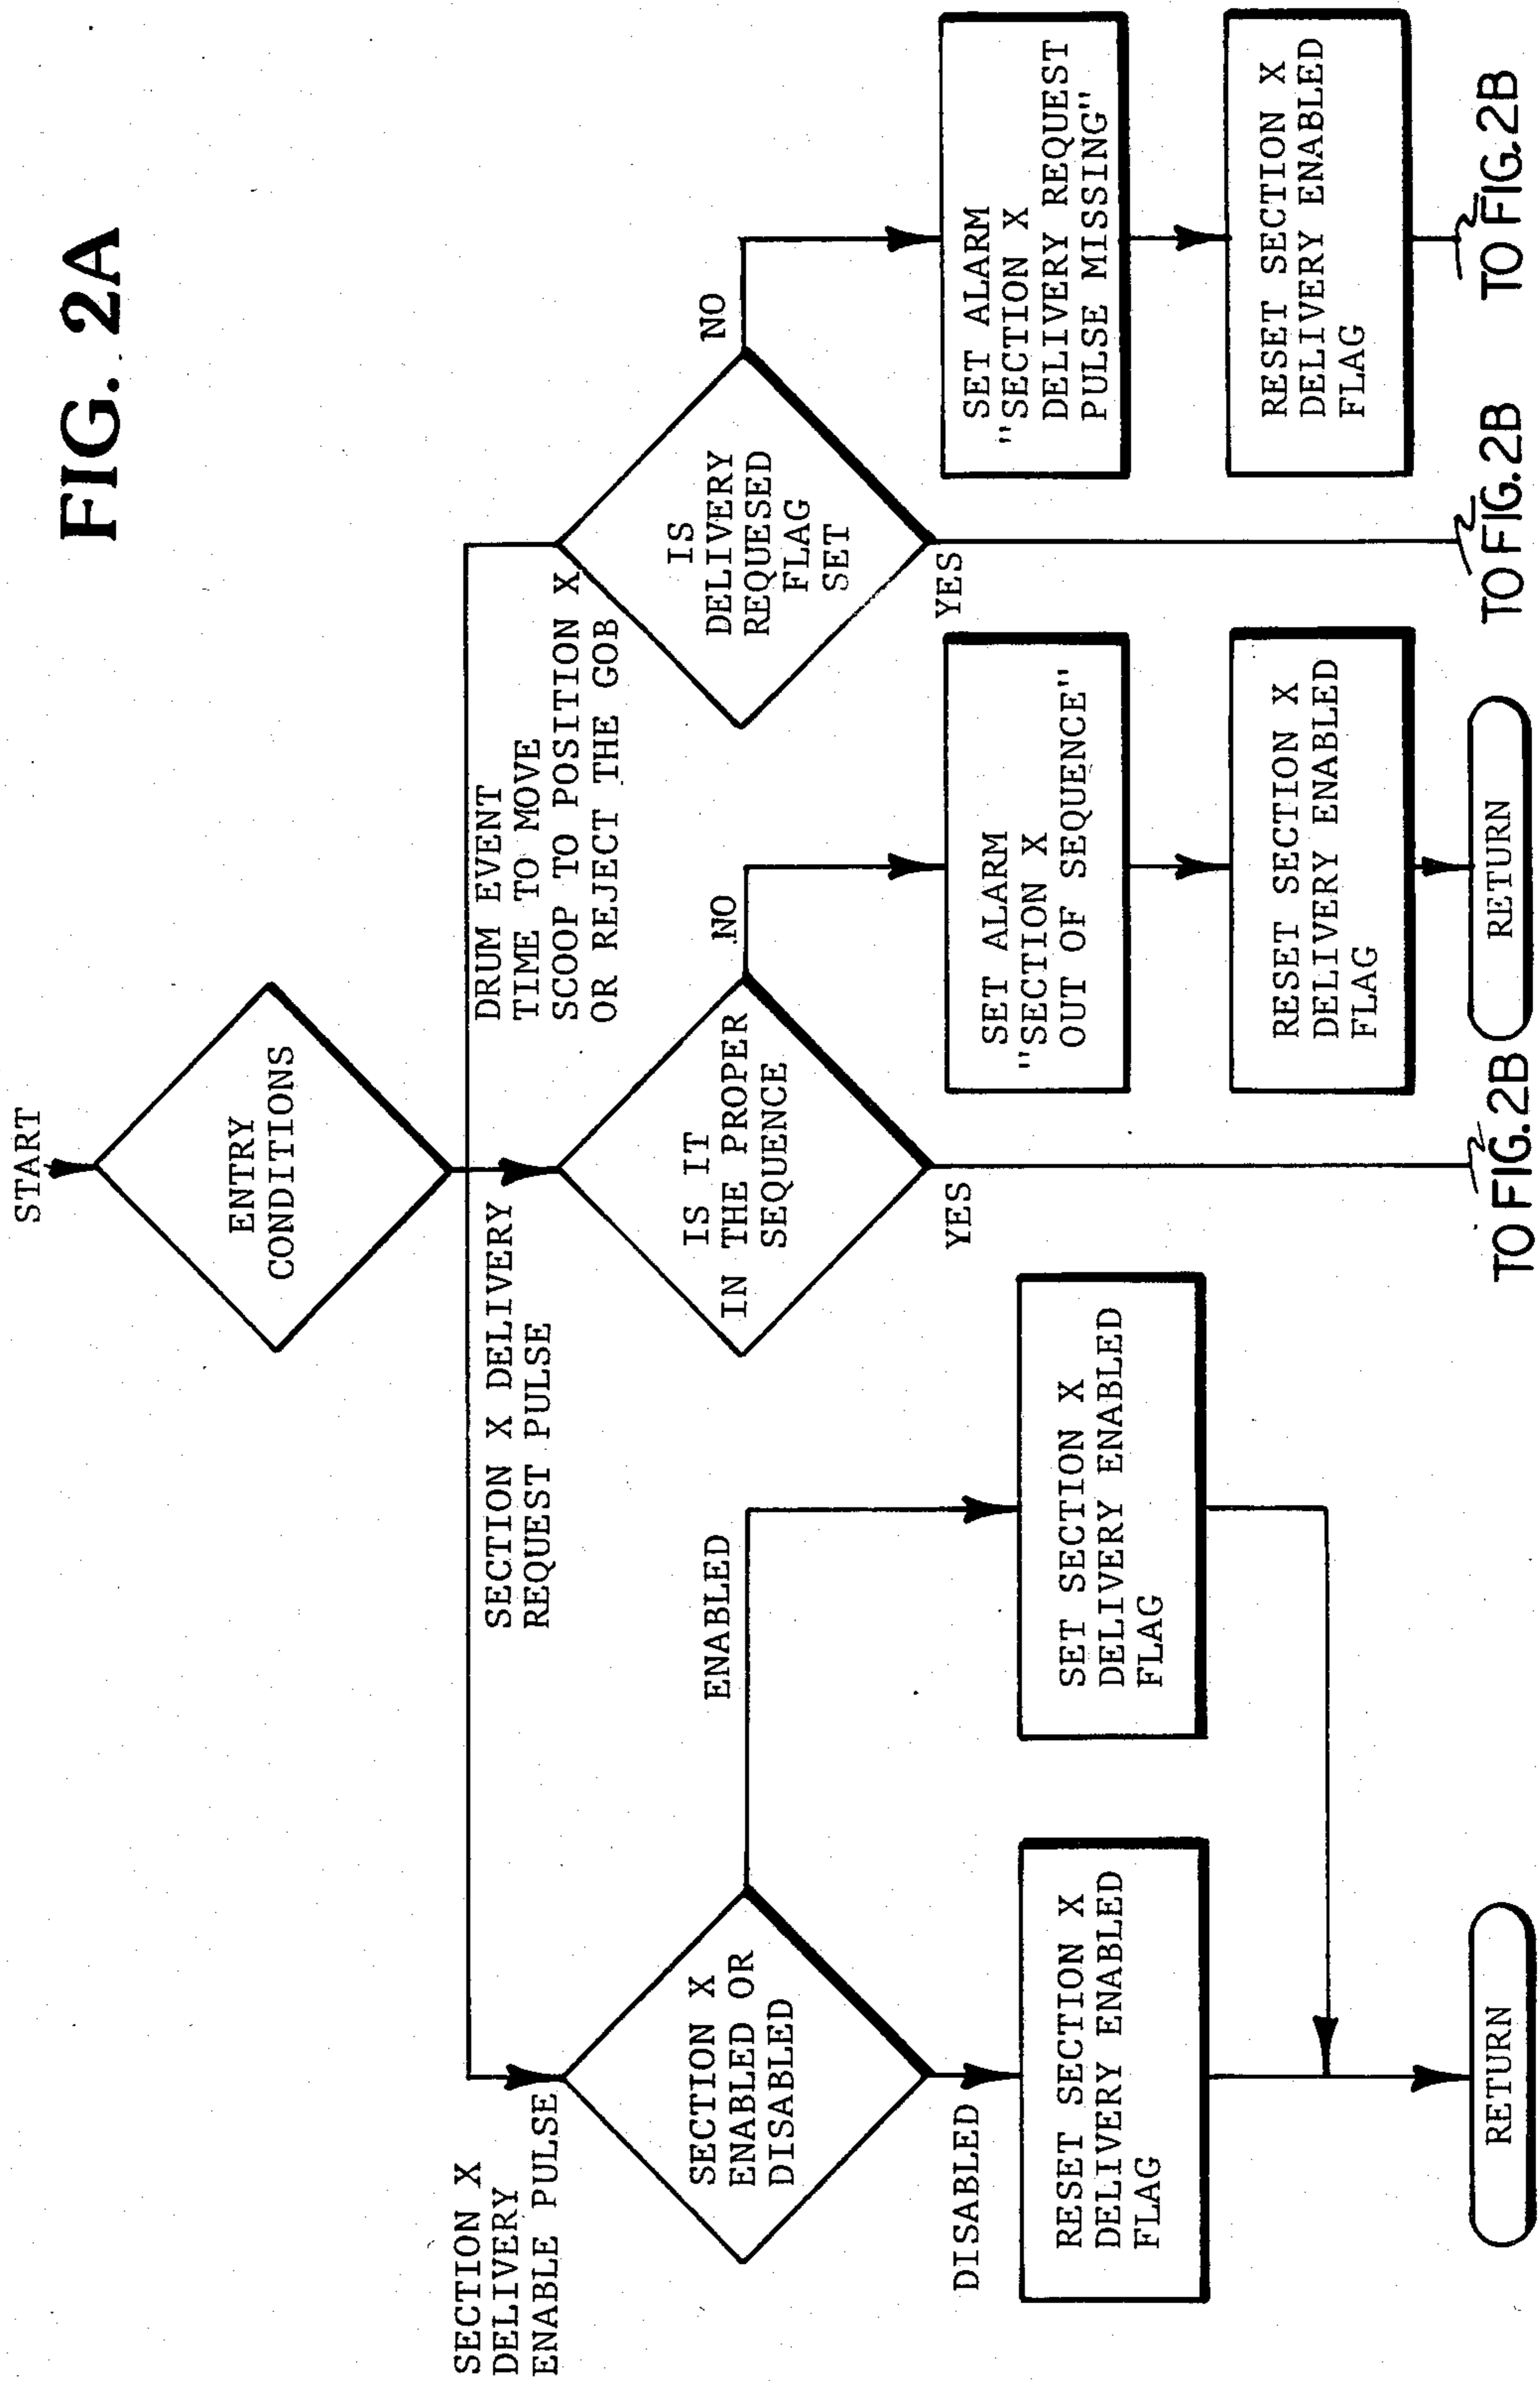 FIG. 2A
START
ENTRY
CONDITIONS
SECTION X
DELIVERY
ENABLE PULSE
SECTION X DELIVERY
REQUEST PULSE
DRUM EVENT
TIME TO MOVE
SCOOP TO POSITION X
OR REJECT THE GOB
SECTION X
ENABLED OR
DISABLED
ENABLED
DISABLED
IS IT
IN THE PROPER
SEQUENCE
NO
YES
IS
DELIVERY
REQUESED
FLAG
SET
NO
YES
RESET SECTION X
DELIVERY ENABLED
FLAG
SET SECTION X
DELIVERY ENABLED
FLAG
SET ALARM
"SECTION X
OUT OF SEQUENCE"
SET ALARM
"SECTION X
DELIVERY REQUEST
PULSE MISSING"
RESET SECTION X
DELIVERY ENABLED
FLAG
RESET SECTION X
DELIVERY ENABLED
FLAG
RETURN
TO FIG. 2B
RETURN
TO FIG. 2B
TO FIG. 2B